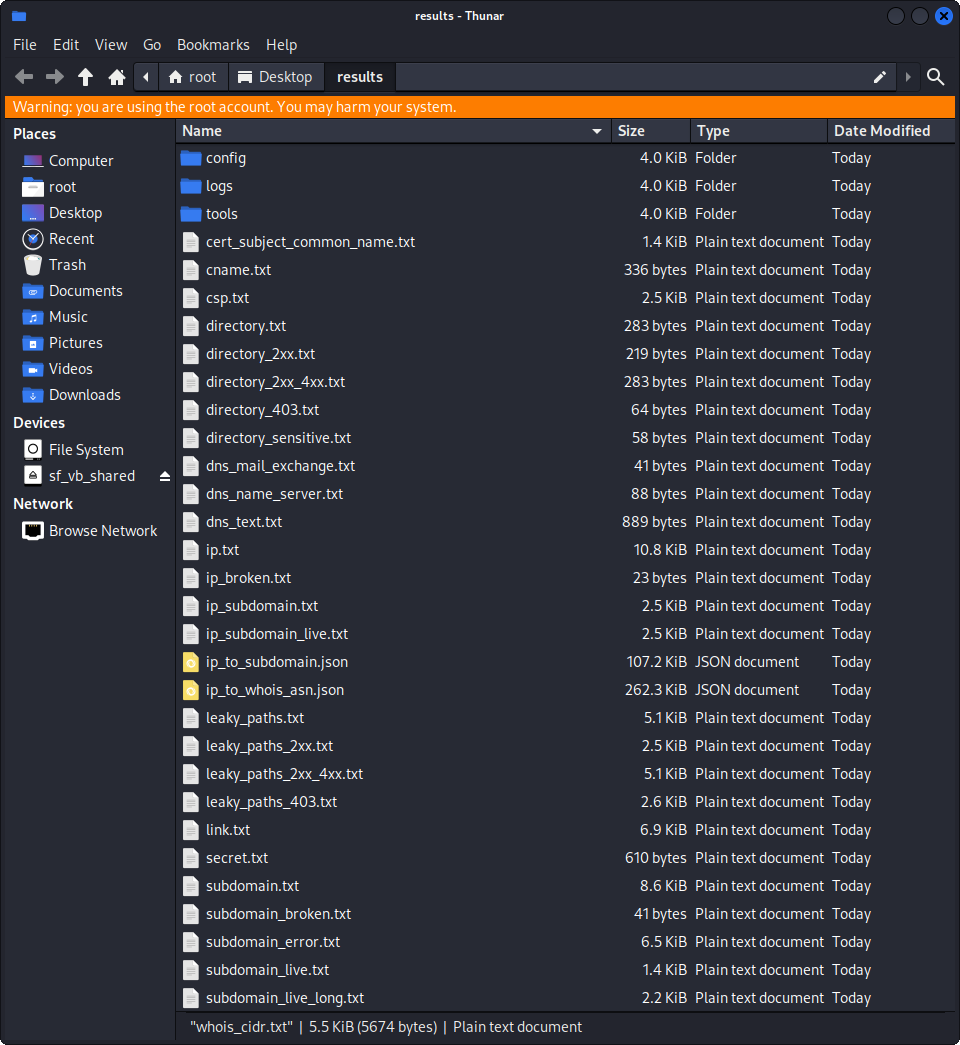 results - Thunar
File Edit View Go Bookmarks Help
root Desktop results
Warning: you are using the root account. You may harm your system.
Places
Computer
root
Desktop
Recent
Trash
Documents
Music
Pictures
Videos
Downloads
Devices
File System
sf_vb_shared
Network
Browse Network
Name Size Type Date Modified
config 4.0 KiB Folder Today
logs 4.0 KiB Folder Today
tools 4.0 KiB Folder Today
cert_subject_common_name.txt 1.4 KiB Plain text document Today
cname.txt 336 bytes Plain text document Today
csp.txt 2.5 KiB Plain text document Today
directory.txt 283 bytes Plain text document Today
directory_2xx.txt 219 bytes Plain text document Today
directory_2xx_4xx.txt 283 bytes Plain text document Today
directory_403.txt 64 bytes Plain text document Today
directory_sensitive.txt 58 bytes Plain text document Today
dns_mail_exchange.txt 41 bytes Plain text document Today
dns_name_server.txt 88 bytes Plain text document Today
dns_text.txt 889 bytes Plain text document Today
ip.txt 10.8 KiB Plain text document Today
ip_broken.txt 23 bytes Plain text document Today
ip_subdomain.txt 2.5 KiB Plain text document Today
ip_subdomain_live.txt 2.5 KiB Plain text document Today
ip_to_subdomain.json 107.2 KiB JSON document Today
ip_to_whois_asn.json 262.3 KiB JSON document Today
leaky_paths.txt 5.1 KiB Plain text document Today
leaky_paths_2xx.txt 2.5 KiB Plain text document Today
leaky_paths_2xx_4xx.txt 5.1 KiB Plain text document Today
leaky_paths_403.txt 2.6 KiB Plain text document Today
link.txt 6.9 KiB Plain text document Today
secret.txt 610 bytes Plain text document Today
subdomain.txt 8.6 KiB Plain text document Today
subdomain_broken.txt 41 bytes Plain text document Today
subdomain_error.txt 6.5 KiB Plain text document Today
subdomain_live.txt 1.4 KiB Plain text document Today
subdomain_live_long.txt 2.2 KiB Plain text document Today
"whois_cidr.txt" | 5.5 KiB (5674 bytes) | Plain text document